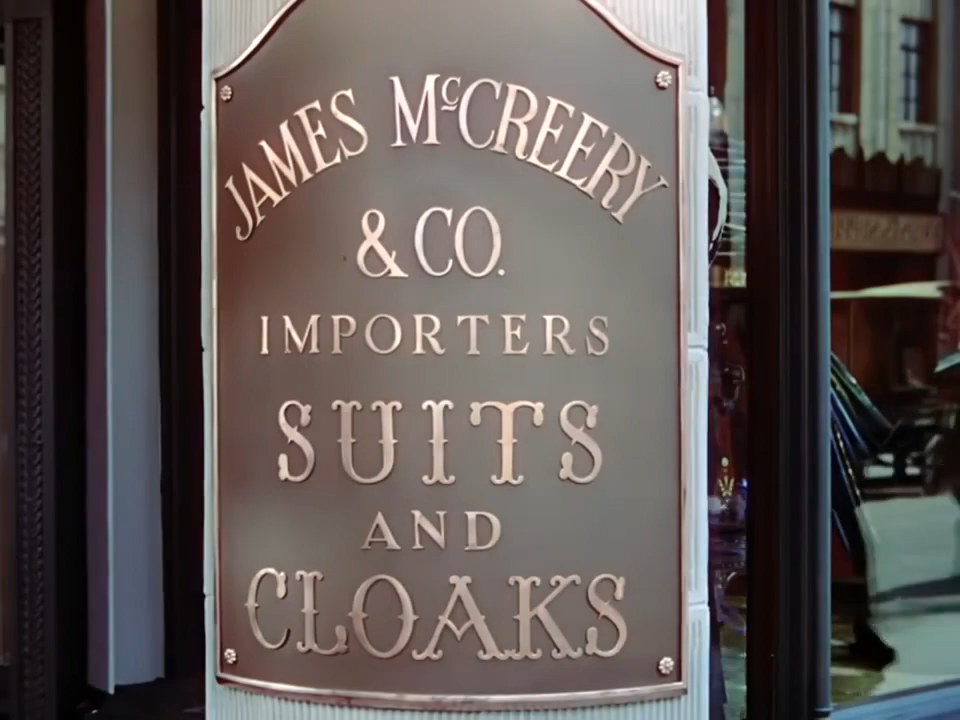 JAMES McCREERY
& CO.
IMPORTERS
SUITS
AND
CLOAKS